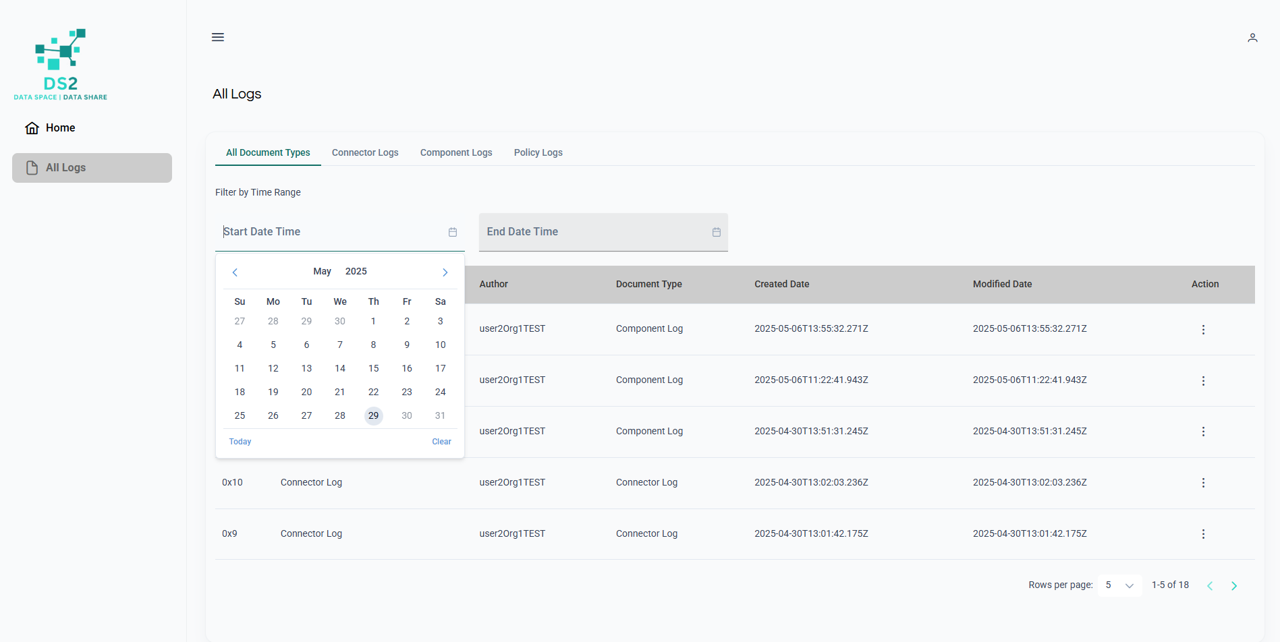 DS2
DATA SPACE | DATA SHARE
Home
All Logs
All Logs
All Document Types Connector Logs Component Logs Policy Logs
Filter by Time Range
Start Date Time End Date Time
May 2025
Su Mo Tu We Th Fr Sa
27 28 29 30 1 2 3
4 5 6 7 8 9 10
11 12 13 14 15 16 17
18 19 20 21 22 23 24
25 26 27 28 29 30 31
Today Clear
Author Document Type Created Date Modified Date Action
user2Org1TEST Component Log 2025-05-06T13:55:32.271Z 2025-05-06T13:55:32.271Z
user2Org1TEST Component Log 2025-05-06T11:22:41.943Z 2025-05-06T11:22:41.943Z
user2Org1TEST Component Log 2025-04-30T13:51:31.245Z 2025-04-30T13:51:31.245Z
0x10 Connector Log user2Org1TEST Connector Log 2025-04-30T13:02:03.236Z 2025-04-30T13:02:03.236Z
0x9 Connector Log user2Org1TEST Connector Log 2025-04-30T13:01:42.175Z 2025-04-30T13:01:42.175Z
Rows per page: 5 1-5 of 18